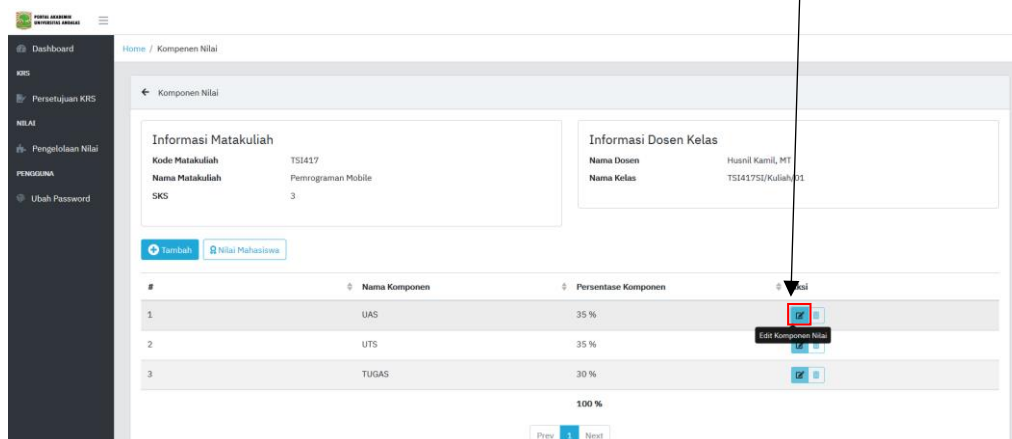 PORTAL AKADEMIK
UNIVERSITAS ANDALAS
Dashboard
KRS
Persetujuan KRS
NILAI
Pengelolaan Nilai
PENGGUNA
Ubah Password
Home / Kompenen Nilai
Komponen Nilai
Informasi Matakuliah
Kode Matakuliah TSI417
Nama Matakuliah Pemrograman Mobile
SKS 3
Informasi Dosen Kelas
Nama Dosen Husnil Kamil, MT
Nama Kelas TSI417SI/Kuliah/01
Tambah Nilai Mahasiswa
# Nama Komponen Persentase Komponen Aksi
1 UAS 35 %
Edit Komponen Nilai
2 UTS 35 %
3 TUGAS 30 %
100 %
Prev 1 Next